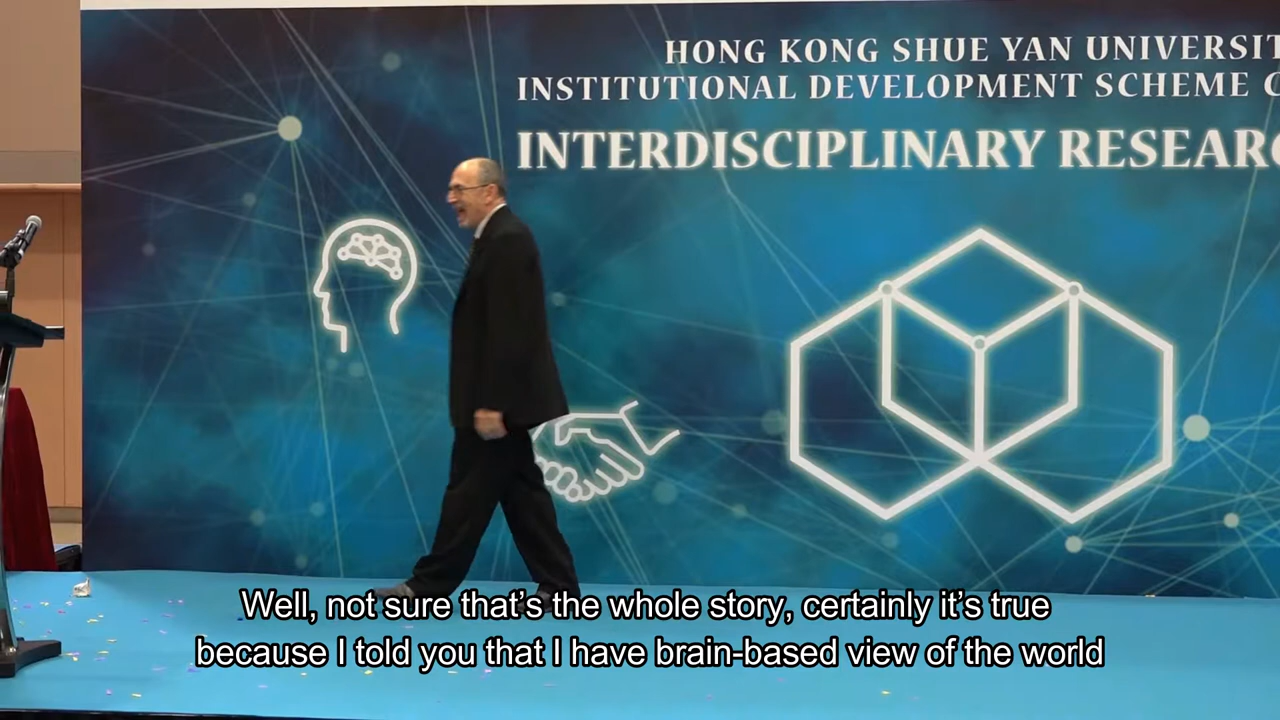 HONG KONG SHUE YAN UNIVERSIT
INSTITUTIONAL DEVELOPMENT SCHEME C
INTERDISCIPLINARY RESEARC
Well, not sure that's the whole story, certainly it's true
because I told you that I have brain-based view of the world